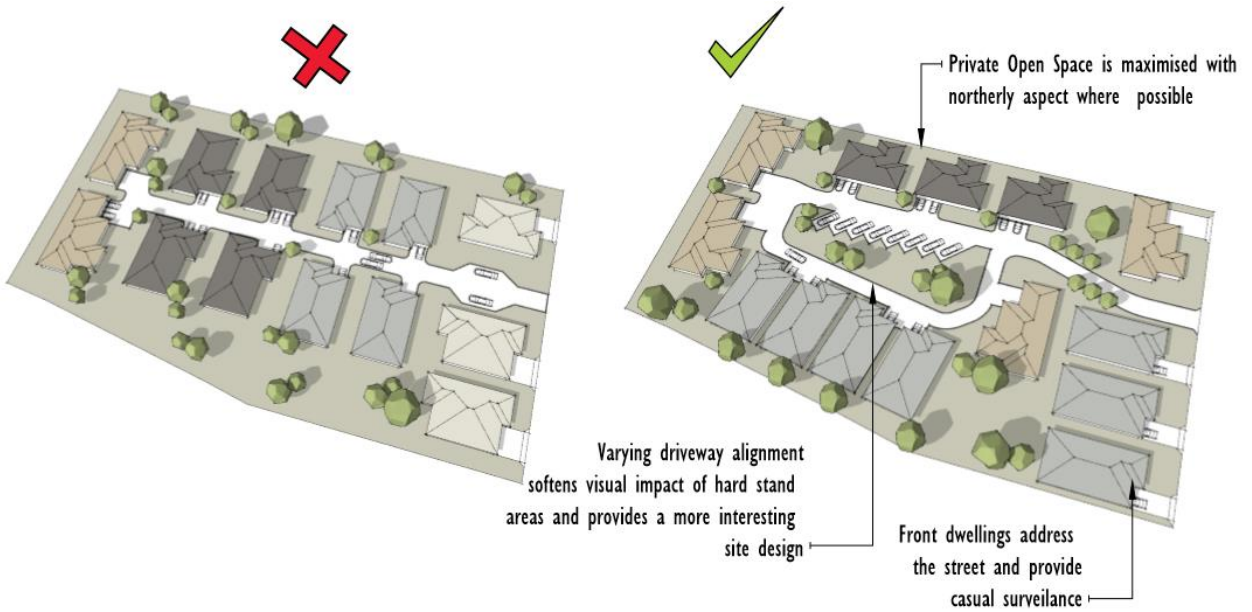 Private Open Space is maximised with
northerly aspect where possible
Varying driveway alignment
softens visual impact of hard stand
areas and provides a more interesting
site design
Front dwellings address
the street and provide
casual surveilance